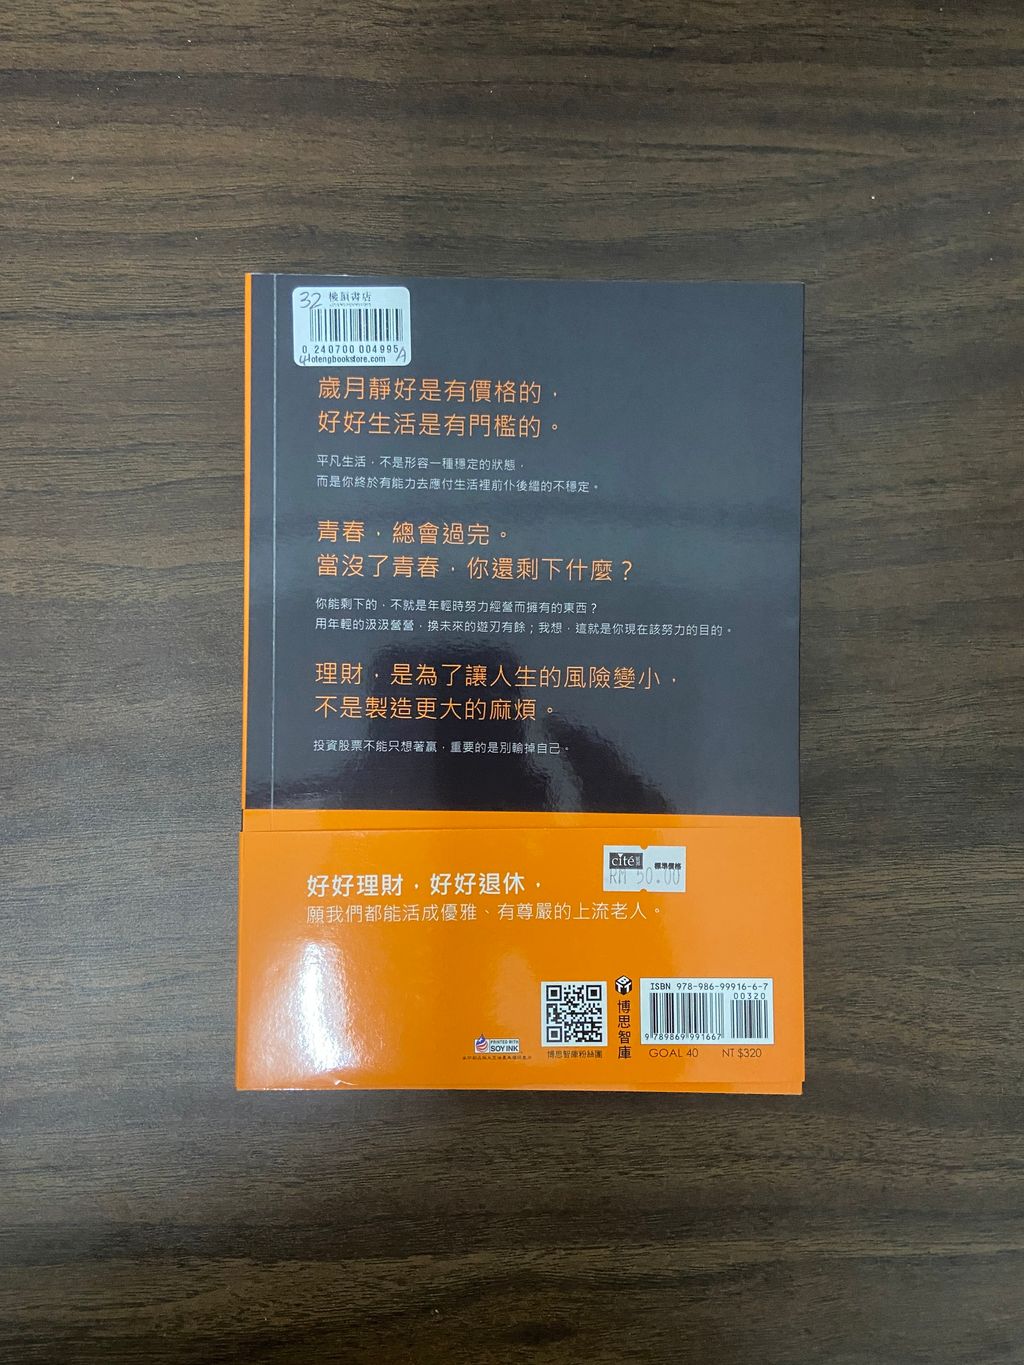 32 樓頂書店
0 240700 004995
lotengbookstore.com
歲月靜好是有價格的，
好好生活是有門檻的。
平凡生活，不是形容一種穩定的狀態，
而是你終於有能力去應付生活裡前仆後繼的不穩定。
青春，總會過完。
當沒了青春，你還剩下什麼？
你能剩下的，不就是年輕時努力經營而擁有的東西？
用年輕的汲汲營營，換未來的遊刃有餘；我想，這就是你現在該努力的目的。
理財，是為了讓人生的風險變小，
不是製造更大的麻煩。
投資股票不能只想著贏，重要的是別輸掉自己。
cité 標準價格
RM 50.00
好好理財，好好退休，
願我們都能活成優雅、有尊嚴的上流老人。
PRINTED WITH
SOY INK
博思智庫粉絲團
博思智庫
ISBN 978-986-99916-6-7
00320
9 789869 991667
GOAL 40 NT $320